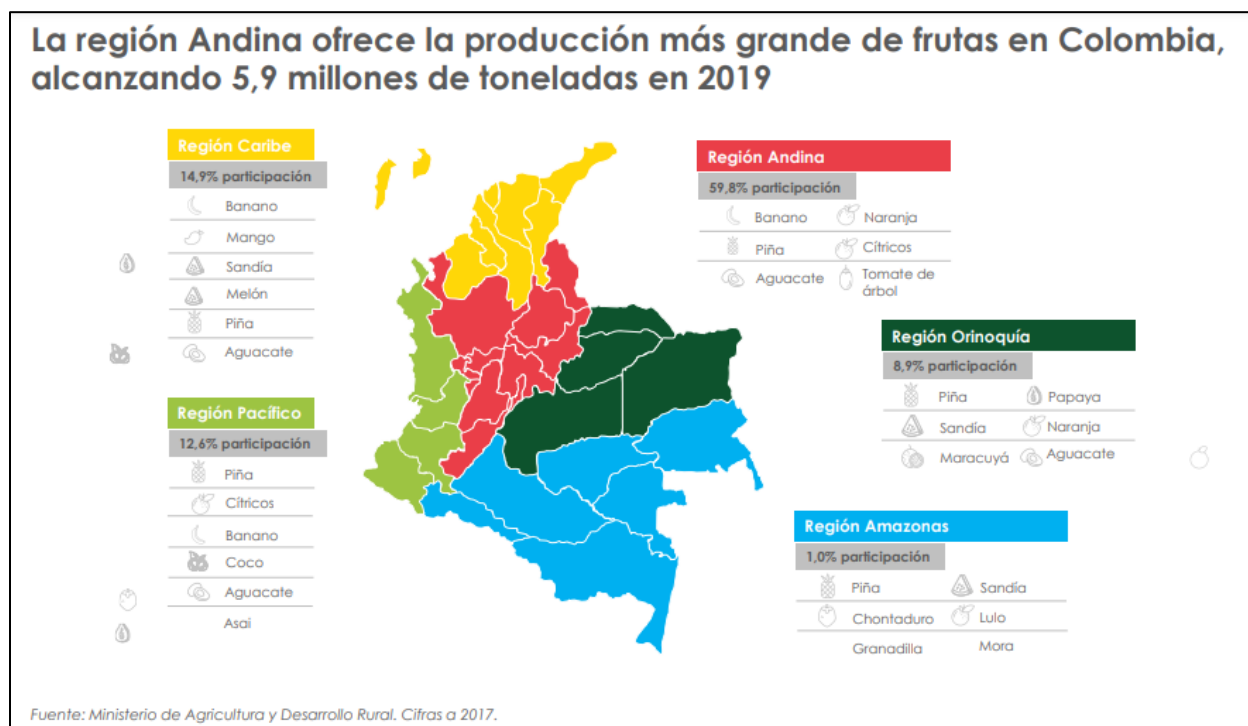 La región Andina ofrece la producción más grande de frutas en Colombia,
alcanzando 5,9 millones de toneladas en 2019
Región Caribe
14,9% participación
Banano
Mango
Sandía
Melón
Piña
Aguacate
Región Pacífico
12,6% participación
Piña
Cítricos
Banano
Coco
Aguacate
Asai
Región Andina
59,8% participación
Banano
Naranja
Piña
Cítricos
Aguacate
Tomate de
árbol
Región Orinoquía
8,9% participación
Piña
Papaya
Sandía
Naranja
Maracuyá
Aguacate
Región Amazonas
1,0% participación
Piña
Sandía
Chontaduro
Lulo
Granadilla
Mora
Fuente: Ministerio de Agricultura y Desarrollo Rural. Cifras a 2017.